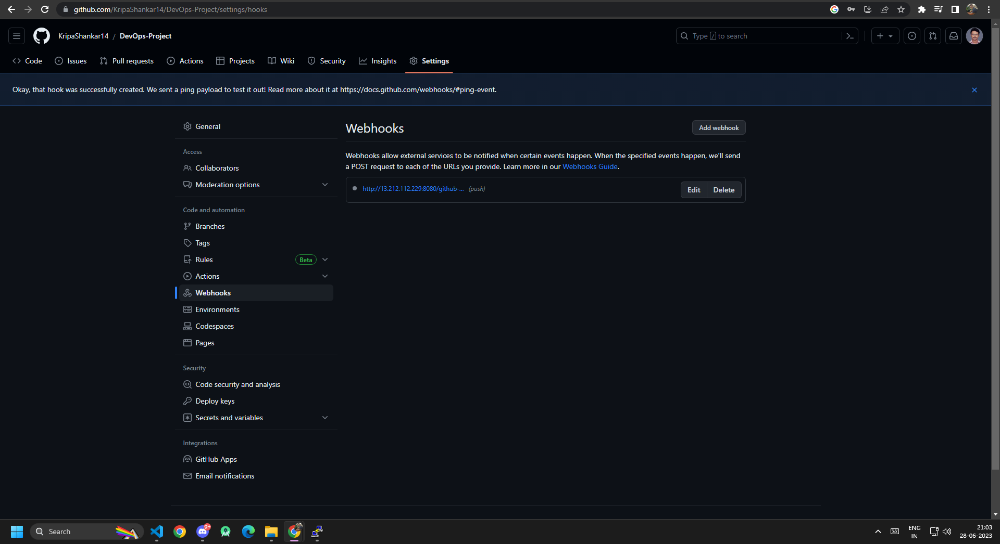 github.com/KripaShankar14/DevOps-Project/settings/hooks
KripaShankar14 / DevOps-Project
Type / to search
Code Issues Pull requests Actions Projects Wiki Security Insights Settings
Okay, that hook was successfully created. We sent a ping payload to test it out! Read more about it at https://docs.github.com/webhooks/#ping-event.
General
Access
Collaborators
Moderation options
Code and automation
Branches
Tags
Rules Beta
Actions
Webhooks
Environments
Codespaces
Pages
Security
Code security and analysis
Deploy keys
Secrets and variables
Integrations
GitHub Apps
Email notifications
Webhooks
Add webhook
Webhooks allow external services to be notified when certain events happen. When the specified events happen, we'll send
a POST request to each of the URLs you provide. Learn more in our Webhooks Guide.
http://13.212.112.229:8080/github-... (push)
Edit Delete
Search
9+
ENG
IN
21:03
28-06-2023